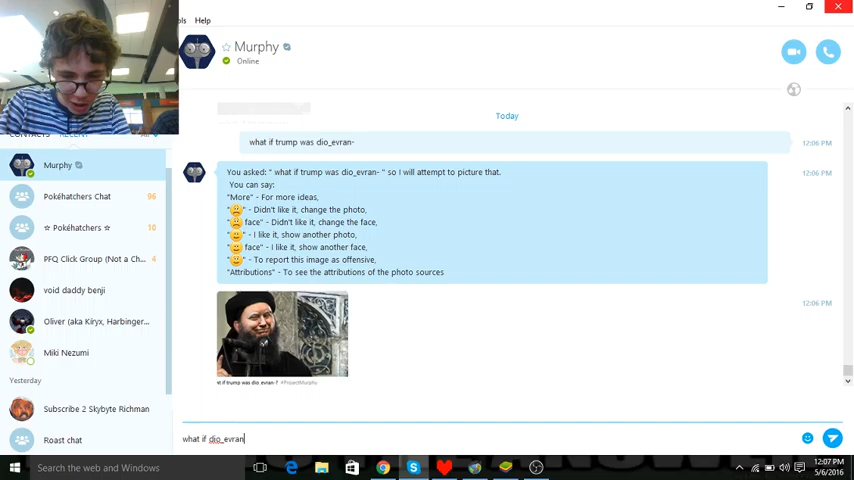 ols Help
Murphy
Online
CONTACTS RECENT All
Murphy
Pokéhatchers Chat 96
☆ Pokéhatchers ☆ 10
PFQ Click Group (Not a Ch... 4
void daddy benji
Oliver (aka Kiryx, Harbinger...
Miki Nezumi
Yesterday
Subscribe 2 Skybyte Richman
Roast chat
Today
what if trump was dio_evran- 12:06 PM
You asked: " what if trump was dio_evran- " so I will attempt to picture that. 12:06 PM
You can say:
"More" - For more ideas,
" " - Didn't like it, change the photo,
" face" - Didn't like it, change the face,
" " - I like it, show another photo,
" face" - I like it, show another face,
" " - To report this image as offensive,
"Attributions" - To see the attributions of the photo sources
12:06 PM
at if trump was dio evran-? #ProjectMurphy
what if dio_evran
Search the web and Windows
12:07 PM
5/6/2016